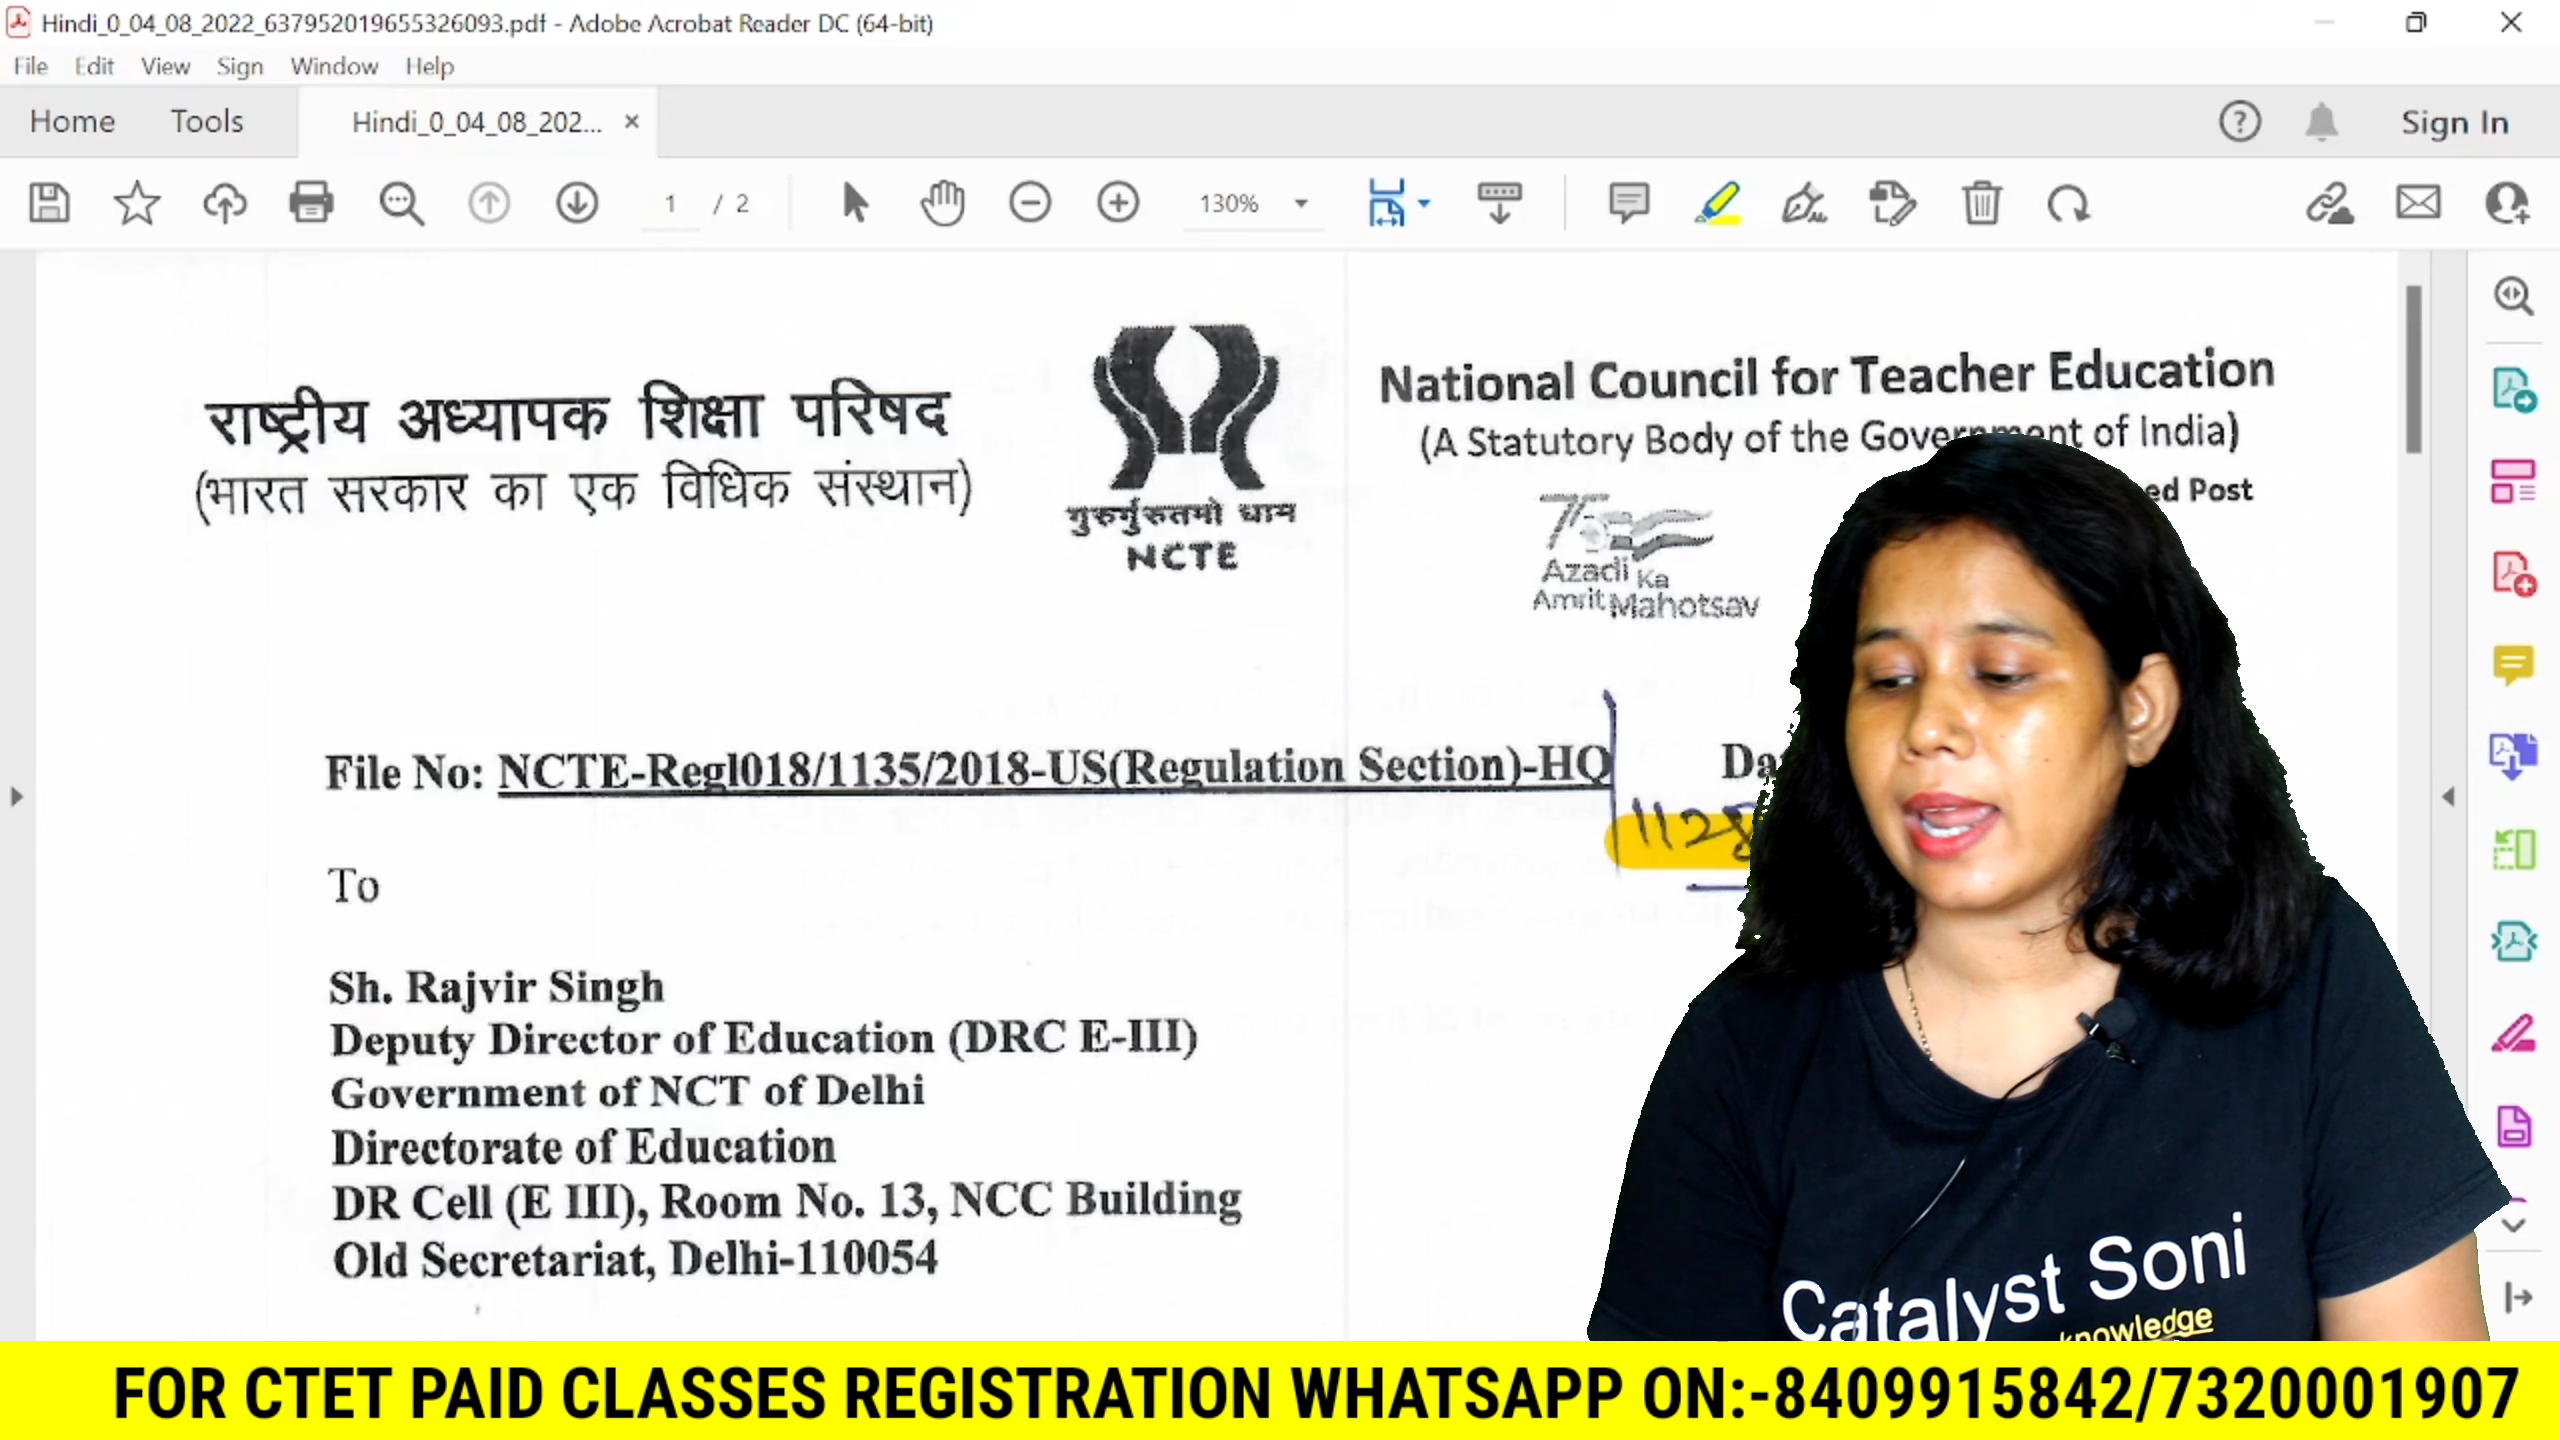 Hindi_0_04_08_2022_637952019655326093.pdf - Adobe Acrobat Reader DC (64-bit)
File Edit View Sign Window Help
Home Tools Hindi_0_04_08_202... Sign In
1 / 2 130%
राष्ट्रीय अध्यापक शिक्षा परिषद
(भारत सरकार का एक विधिक संस्थान)
गुरुर्गुरुतमो धाम
NCTE
National Council for Teacher Education
(A Statutory Body of the Government of India)
ed Post
Azadi Ka
Amrit Mahotsav
File No: NCTE-Regl018/1135/2018-US(Regulation Section)-HQ Da
1128
To
Sh. Rajvir Singh
Deputy Director of Education (DRC E-III)
Government of NCT of Delhi
Directorate of Education
DR Cell (E III), Room No. 13, NCC Building
Old Secretariat, Delhi-110054
Catalyst Soni
knowledge
FOR CTET PAID CLASSES REGISTRATION WHATSAPP ON:-8409915842/7320001907